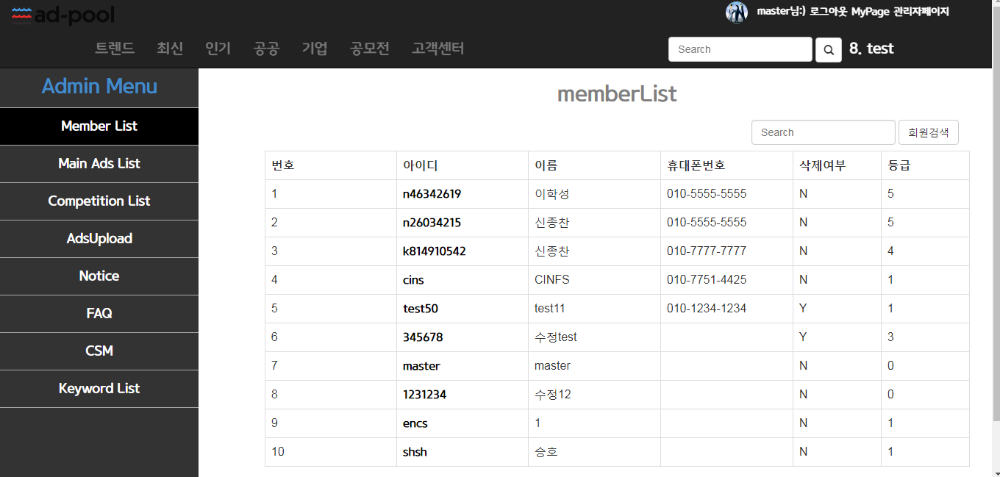 ad-pool
master님:) 로그아웃 MyPage 관리자페이지
트렌드 최신 인기 공공 기업 공모전 고객센터 Search 8. test
Admin Menu
Member List
Main Ads List
Competition List
AdsUpload
Notice
FAQ
CSM
Keyword List
memberList
Search 회원검색
번호 아이디 이름 휴대폰번호 삭제여부 등급
1 n46342619 이학성 010-5555-5555 N 5
2 n26034215 신종찬 010-5555-5555 N 5
3 k814910542 신종찬 010-7777-7777 N 4
4 cins CINFS 010-7751-4425 N 1
5 test50 test11 010-1234-1234 Y 1
6 345678 수정test Y 3
7 master master N 0
8 1231234 수정12 N 0
9 encs 1 N 1
10 shsh 승호 N 1